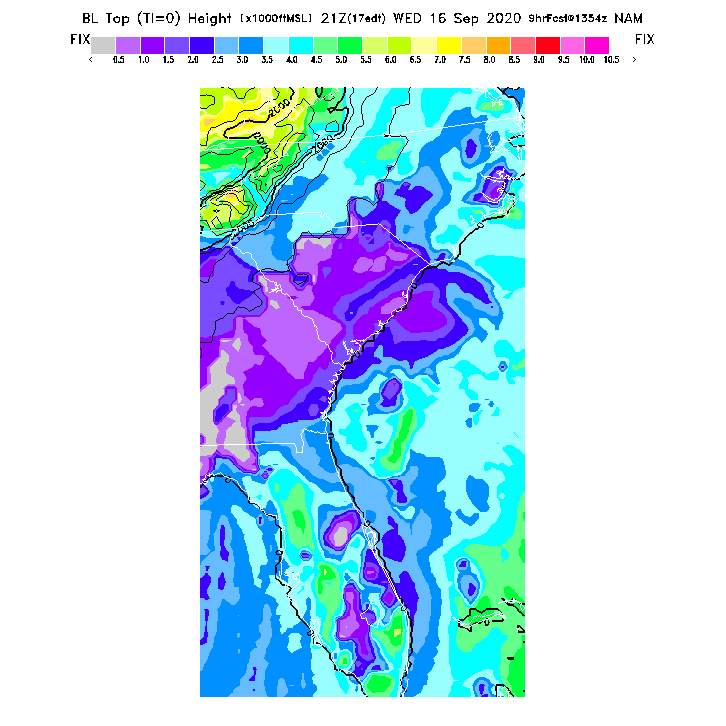 BL Top (TI=0) Height [x1000ftMSL] 21Z(17edt) WED 16 Sep 2020 9hrFcst@1354z NAM
FIX FIX
< 0.5 1.0 1.5 2.0 2.5 3.0 3.5 4.0 4.5 5.0 5.5 6.0 6.5 7.0 7.5 8.0 8.5 9.0 9.5 10.0 10.5 >
2000
2000
2000